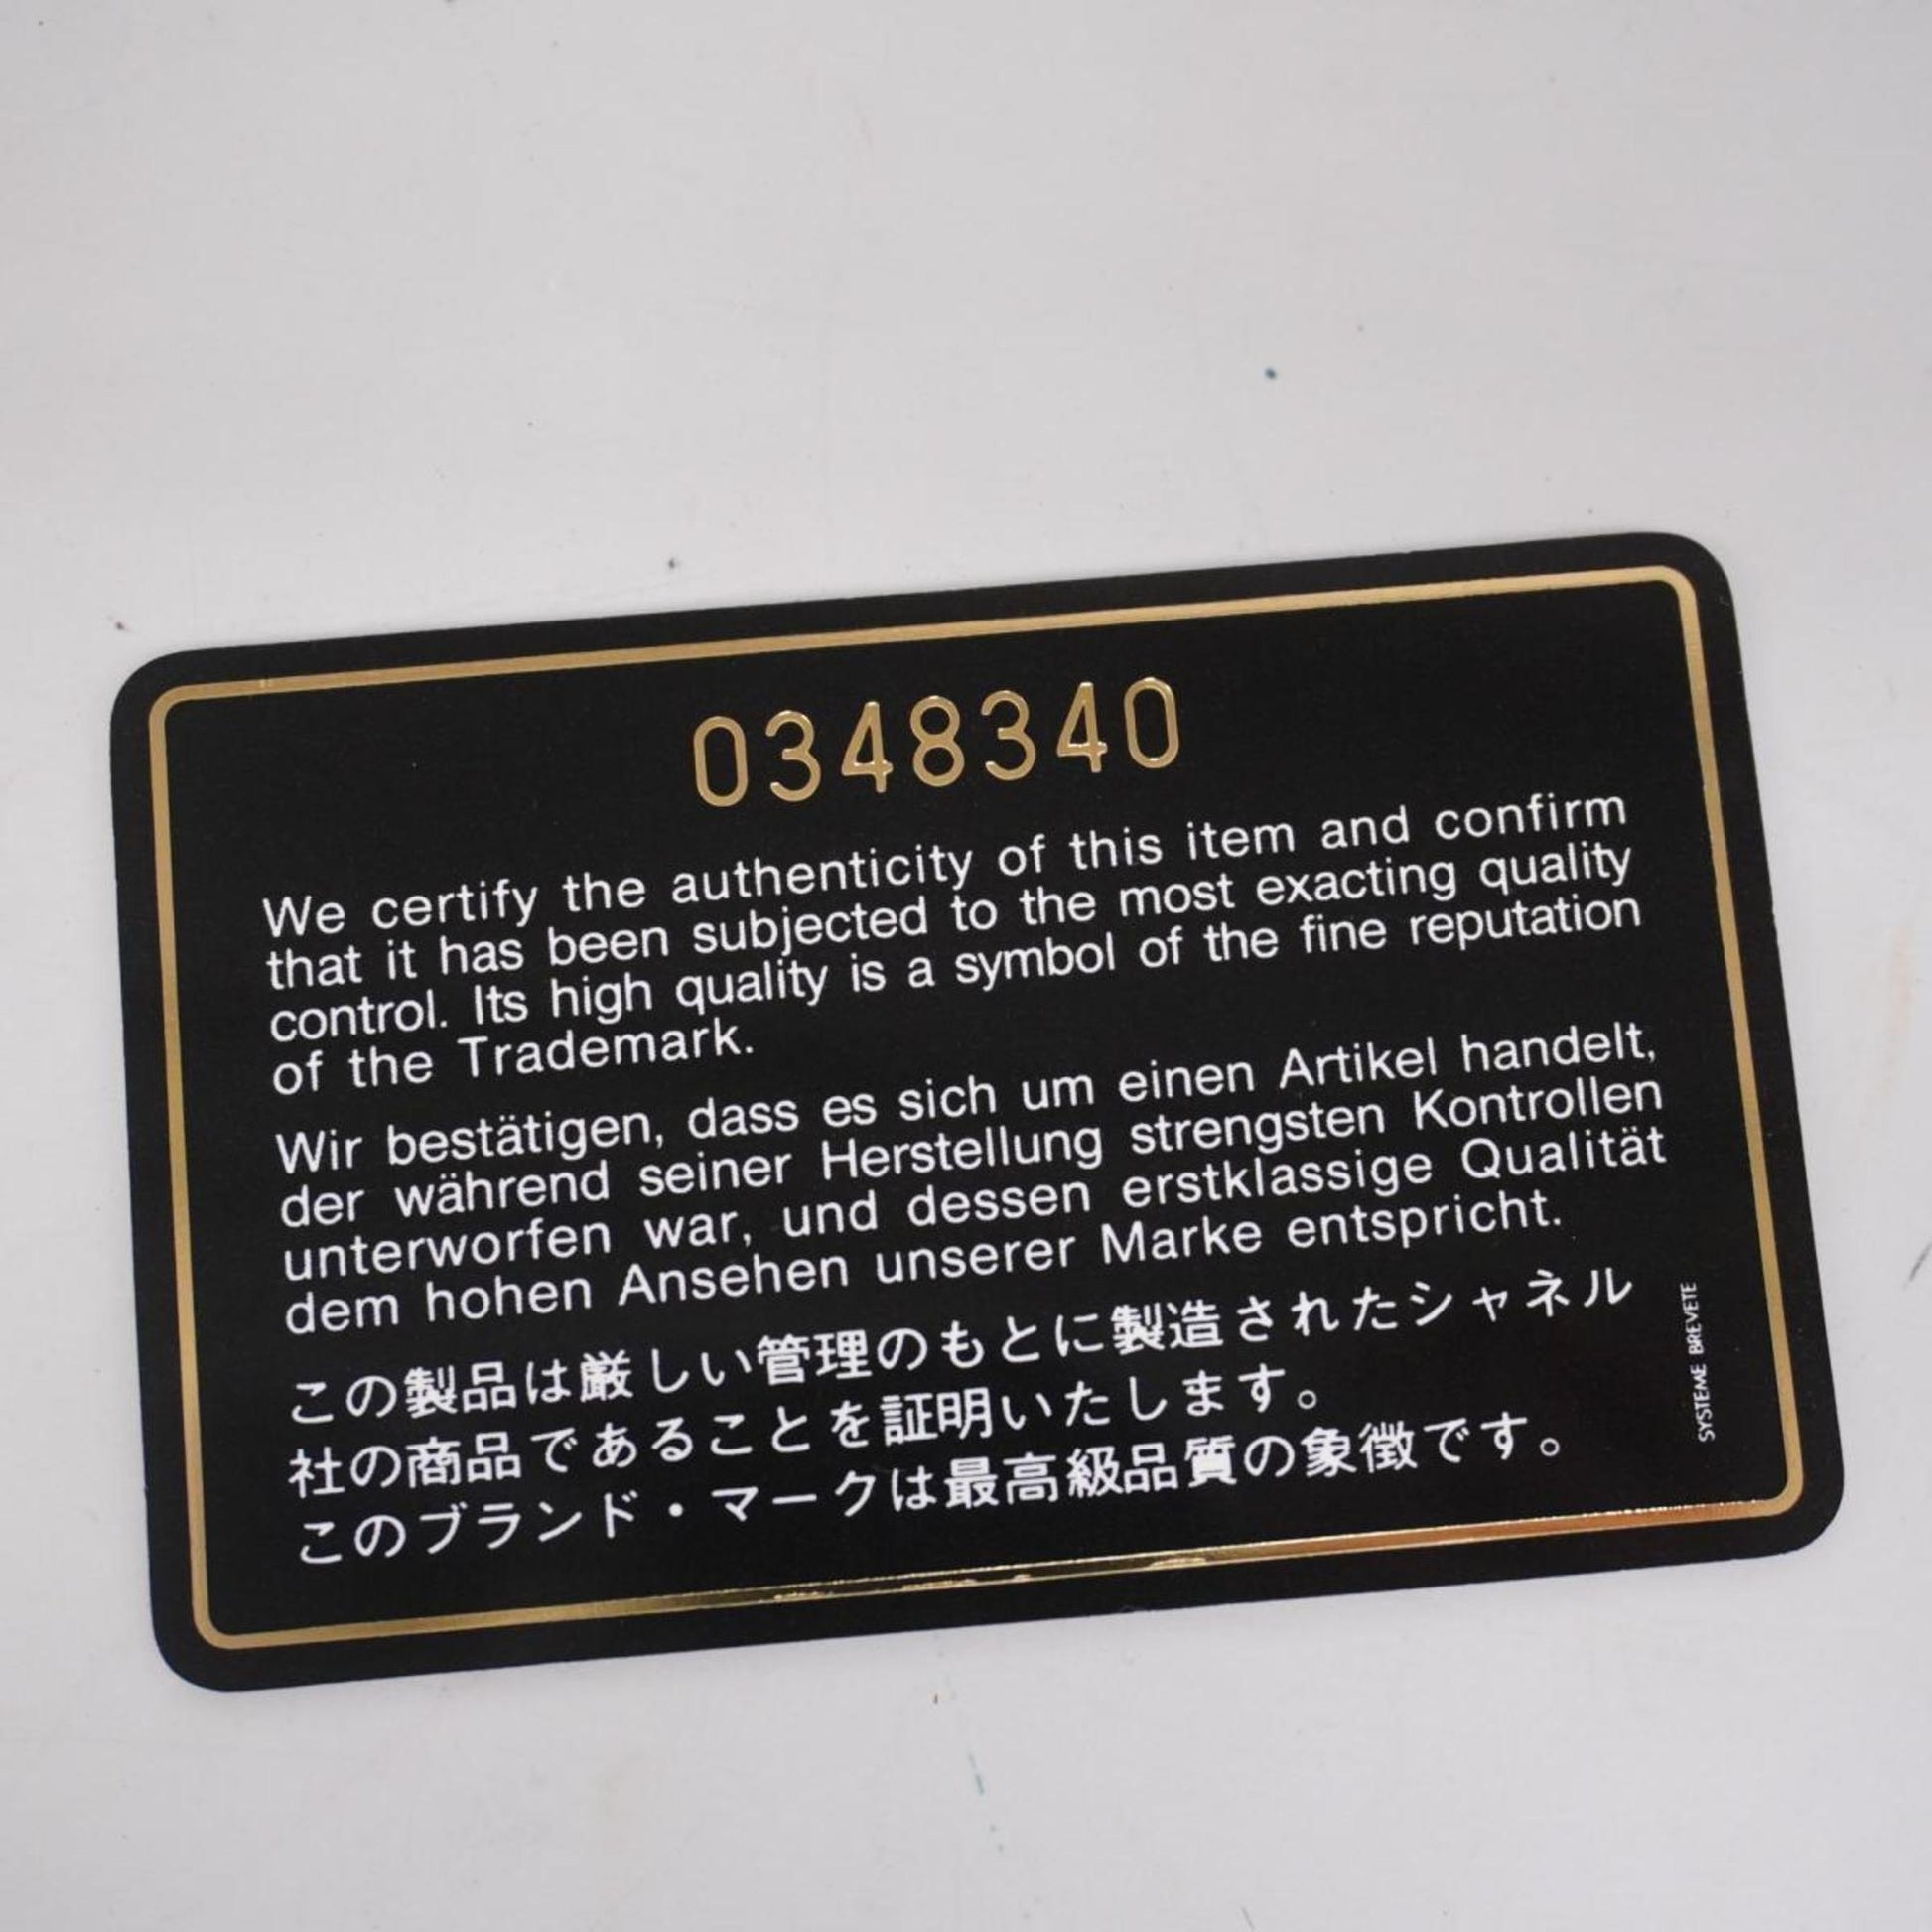 0348340
We certify the authenticity of this item and confirm
that it has been subjected to the most exacting quality
control. Its high quality is a symbol of the fine reputation
of the Trademark.
Wir bestätigen, dass es sich um einen Artikel handelt,
der während seiner Herstellung strengsten Kontrollen
unterworfen war, und dessen erstklassige Qualität
dem hohen Ansehen unserer Marke entspricht.
この製品は厳しい管理のもとに製造されたシャネル
社の商品であることを証明いたします。
このブランド・マークは最高級品質の象徴です。
SYSTEME BREVETE